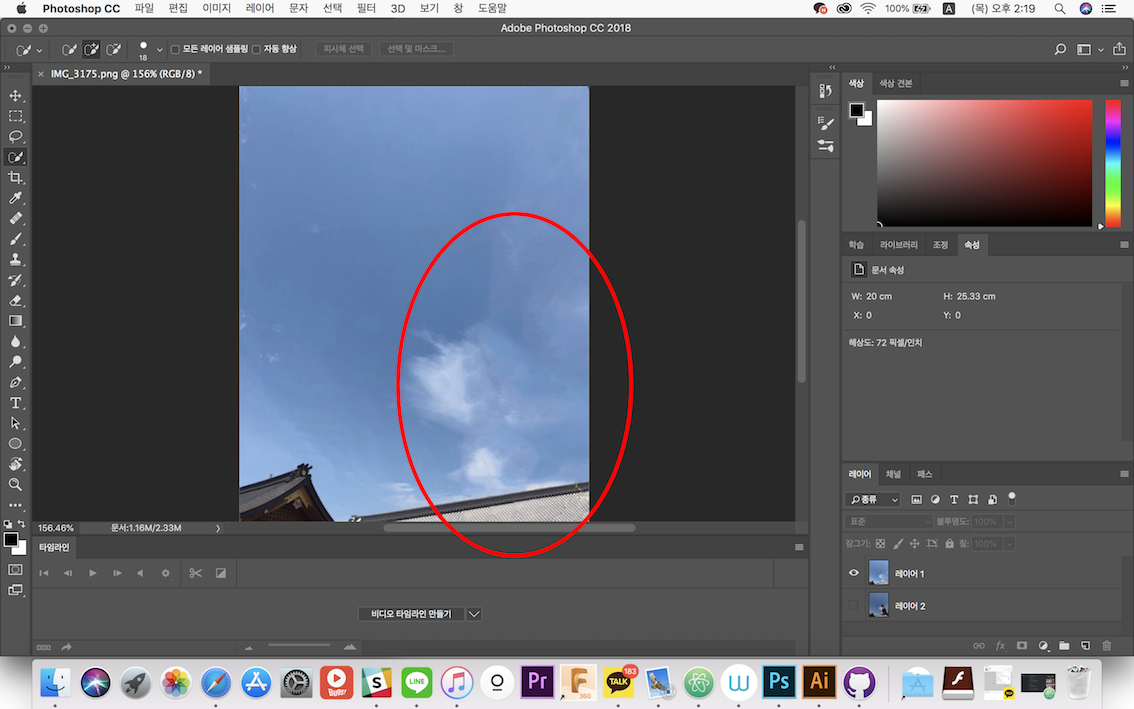 Photoshop CC 파일 편집 이미지 레이어 문자 선택 필터 3D 보기 창 도움말 100% A (목) 오후 2:19
Adobe Photoshop CC 2018
18 모든 레이어 샘플링 자동 향상 피사체 선택 선택 및 마스크...
× IMG_3175.png @ 156% (RGB/8) *
색상 색상 견본
학습 라이브러리 조정 속성
문서 속성
W: 20 cm H: 25.33 cm
X: 0 Y: 0
해상도: 72 픽셀/인치
레이어 채널 패스
종류
표준 불투명도: 100%
잠그기: 칠: 100%
레이어 1
레이어 2
fx
156.46% 문서:1.16M/2.33M
타임라인
비디오 타임라인 만들기
BUGS!
S
LINE
Pr
F
360
TALK
183
W
Ps
Ai